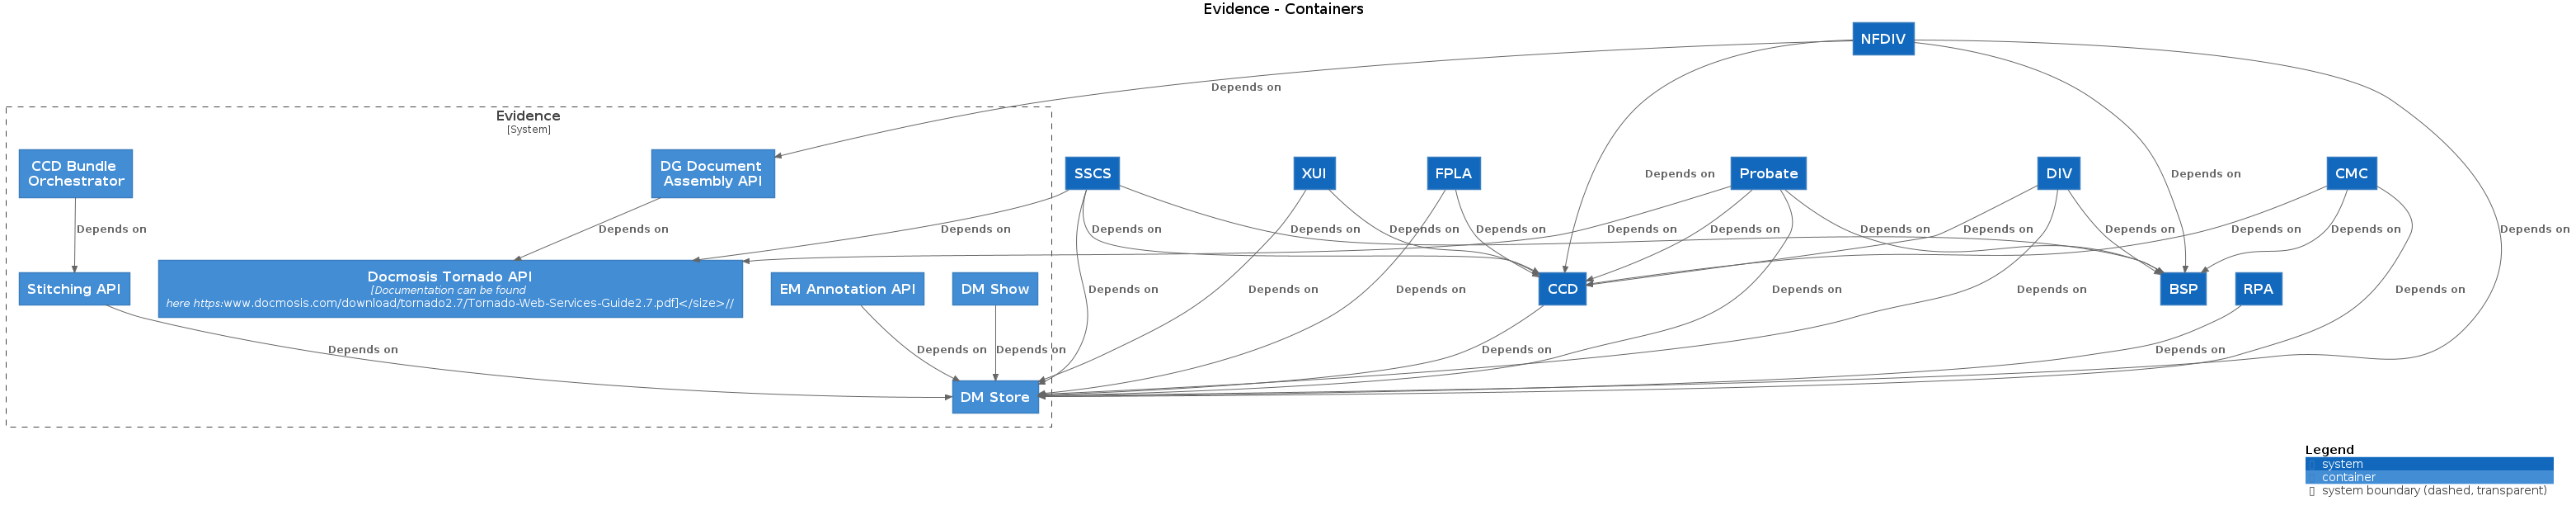 Evidence - Containers
NFDIV
Depends on
Evidence
[System]
CCD Bundle
Orchestrator
DG Document
Assembly API
SSCS
XUI
FPLA
Depends on
Probate
DIV
Depends on
CMC
Depends on
Depends on
Depends on
Depends on
Depends on
Depends on
Depends on
Depends on
Depends on
Depends on
Depends on
Depends on
Depends on
Depends on
Stitching API
Docmosis Tornado API
[Documentation can be found
here https:www.docmosis.com/download/tornado2.7/Tornado-Web-Services-Guide2.7.pdf]</size>//
EM Annotation API
DM Show
Depends on
Depends on
Depends on
CCD
Depends on
Depends on
BSP
RPA
Depends on
Depends on
Depends on
Depends on
Depends on
Depends on
DM Store
Legend
system
container
▯ system boundary (dashed, transparent)